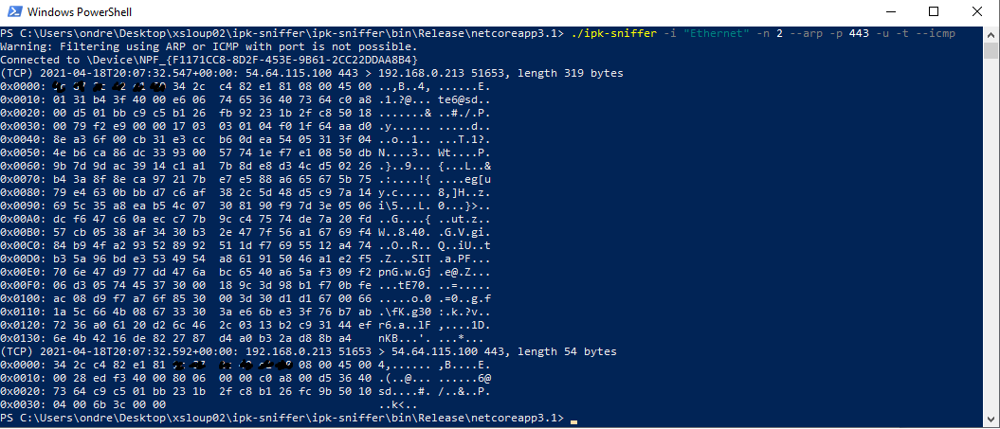 Windows PowerShell
PS C:\Users\ondre\Desktop\xsloup02\ipk-sniffer\ipk-sniffer\bin\Release\netcoreapp3.1> ./ipk-sniffer -i "Ethernet" -n 2 --arp -p 443 -u -t --icmp
Warning: Filtering using ARP or ICMP with port is not possible.
Connected to \Device\NPF_{F1171CC8-8D2F-453E-9B61-2CC22DDAA8B4}
(TCP) 2021-04-18T20:07:32.547+00:00: 54.64.115.100 443 > 192.168.0.213 51653, length 319 bytes
0x0000: 34 2c c4 82 e1 81 08 00 45 00 ..,B..4, ......E.
0x0010: 01 31 b4 3f 40 00 e6 06 74 65 36 40 73 64 c0 a8 .1.?@... te6@sd..
0x0020: 00 d5 01 bb c9 c5 b1 26 fb 92 23 1b 2f c8 50 18 .......& ..#./.P.
0x0030: 00 79 f2 e9 00 00 17 03 03 01 04 f0 1f 64 aa d0 .y...... .....d..
0x0040: 8e a3 6f 00 cb 31 e3 cc b6 0d ea 54 05 31 3f 04 ..o..1.. ...T.1?.
0x0050: 4e b6 ca 86 dc 33 93 00 57 74 1e f7 e1 08 50 db N....3.. Wt....P.
0x0060: 9b 7d 9d ac 39 14 c1 a1 7b 8d e8 d3 4c d5 02 26 .}..9... {...L..&
0x0070: b4 3a 8f 8e ca 97 21 7b e7 e5 88 a6 65 67 5b 75 .:....!{ ....eg[u
0x0080: 79 e4 63 0b bb d7 c6 af 38 2c 5d 48 d5 c9 7a 14 y.c..... 8,]H..z.
0x0090: 69 5c 35 a8 ea b5 4c 07 30 81 90 f9 7d 3e 05 06 i\5...L. 0...}>..
0x00A0: dc f6 47 c6 0a ec c7 7b 9c c4 75 74 de 7a 20 fd ..G....{ ..ut.z .
0x00B0: 57 cb 05 38 af 34 30 b3 2e 47 7f 56 a1 67 69 f4 W..8.40. .G.V.gi.
0x00C0: 84 b9 4f a2 93 52 89 92 51 1d f7 69 55 12 a4 74 ..O..R.. Q..iU..t
0x00D0: b3 5a 96 bd e3 53 49 54 a8 61 91 50 46 a1 e2 f5 .Z...SIT .a.PF...
0x00E0: 70 6e 47 d9 77 dd 47 6a bc 65 40 a6 5a f3 09 f2 pnG.w.Gj .e@.Z...
0x00F0: 06 d3 05 74 45 37 30 00 18 9c 3d 98 b1 f7 0b fe ...tE70. ..=.....
0x0100: ac 08 d9 f7 a7 6f 85 30 00 3d 30 d1 d1 67 00 66 .....o.0 .=0..g.f
0x0110: 1a 5c 66 4b 08 67 33 30 3a e6 6b e3 3f 76 b7 ab .\fK.g30 :.k.?v..
0x0120: 72 36 a0 61 20 d2 6c 46 2c 03 13 b2 c9 31 44 ef r6.a .lF ,....1D.
0x0130: 6e 4b 42 16 de 82 27 87 d4 a0 b3 2a d8 8b a4 nKB...'. ...*...
(TCP) 2021-04-18T20:07:32.592+00:00: 192.168.0.213 51653 > 54.64.115.100 443, length 54 bytes
0x0000: 34 2c c4 82 e1 81 08 00 45 00 4,...... ,B....E.
0x0010: 00 28 ed f3 40 00 80 06 00 00 c0 a8 00 d5 36 40 .(..@... ......6@
0x0020: 73 64 c9 c5 01 bb 23 1b 2f c8 b1 26 fc 9b 50 10 sd....#. /..&..P.
0x0030: 04 00 6b 3c 00 00 ..k<..
PS C:\Users\ondre\Desktop\xsloup02\ipk-sniffer\ipk-sniffer\bin\Release\netcoreapp3.1>